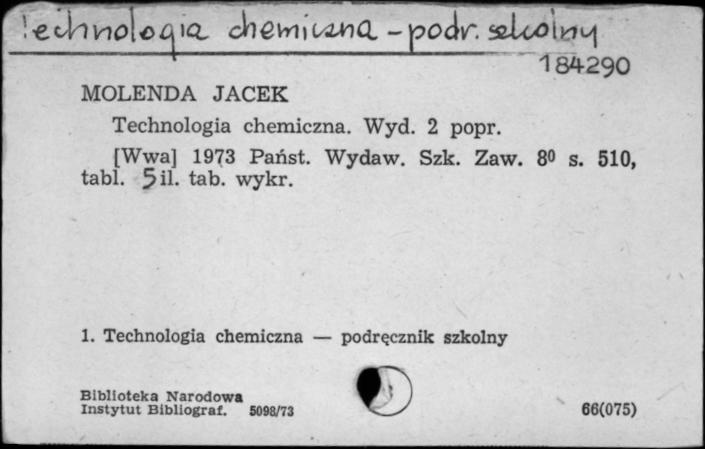 Technologia chemiczna - podr. szkolny
184290
MOLENDA JACEK
Technologia chemiczna. Wyd. 2 popr.
[Wwa] 1973 Państ. Wydaw. Szk. Zaw. 8⁰ s. 510,
tabl. 5 il. tab. wykr.
1. Technologia chemiczna — podręcznik szkolny
Biblioteka Narodowa
Instytut Bibliograf. 5098/73
66(075)